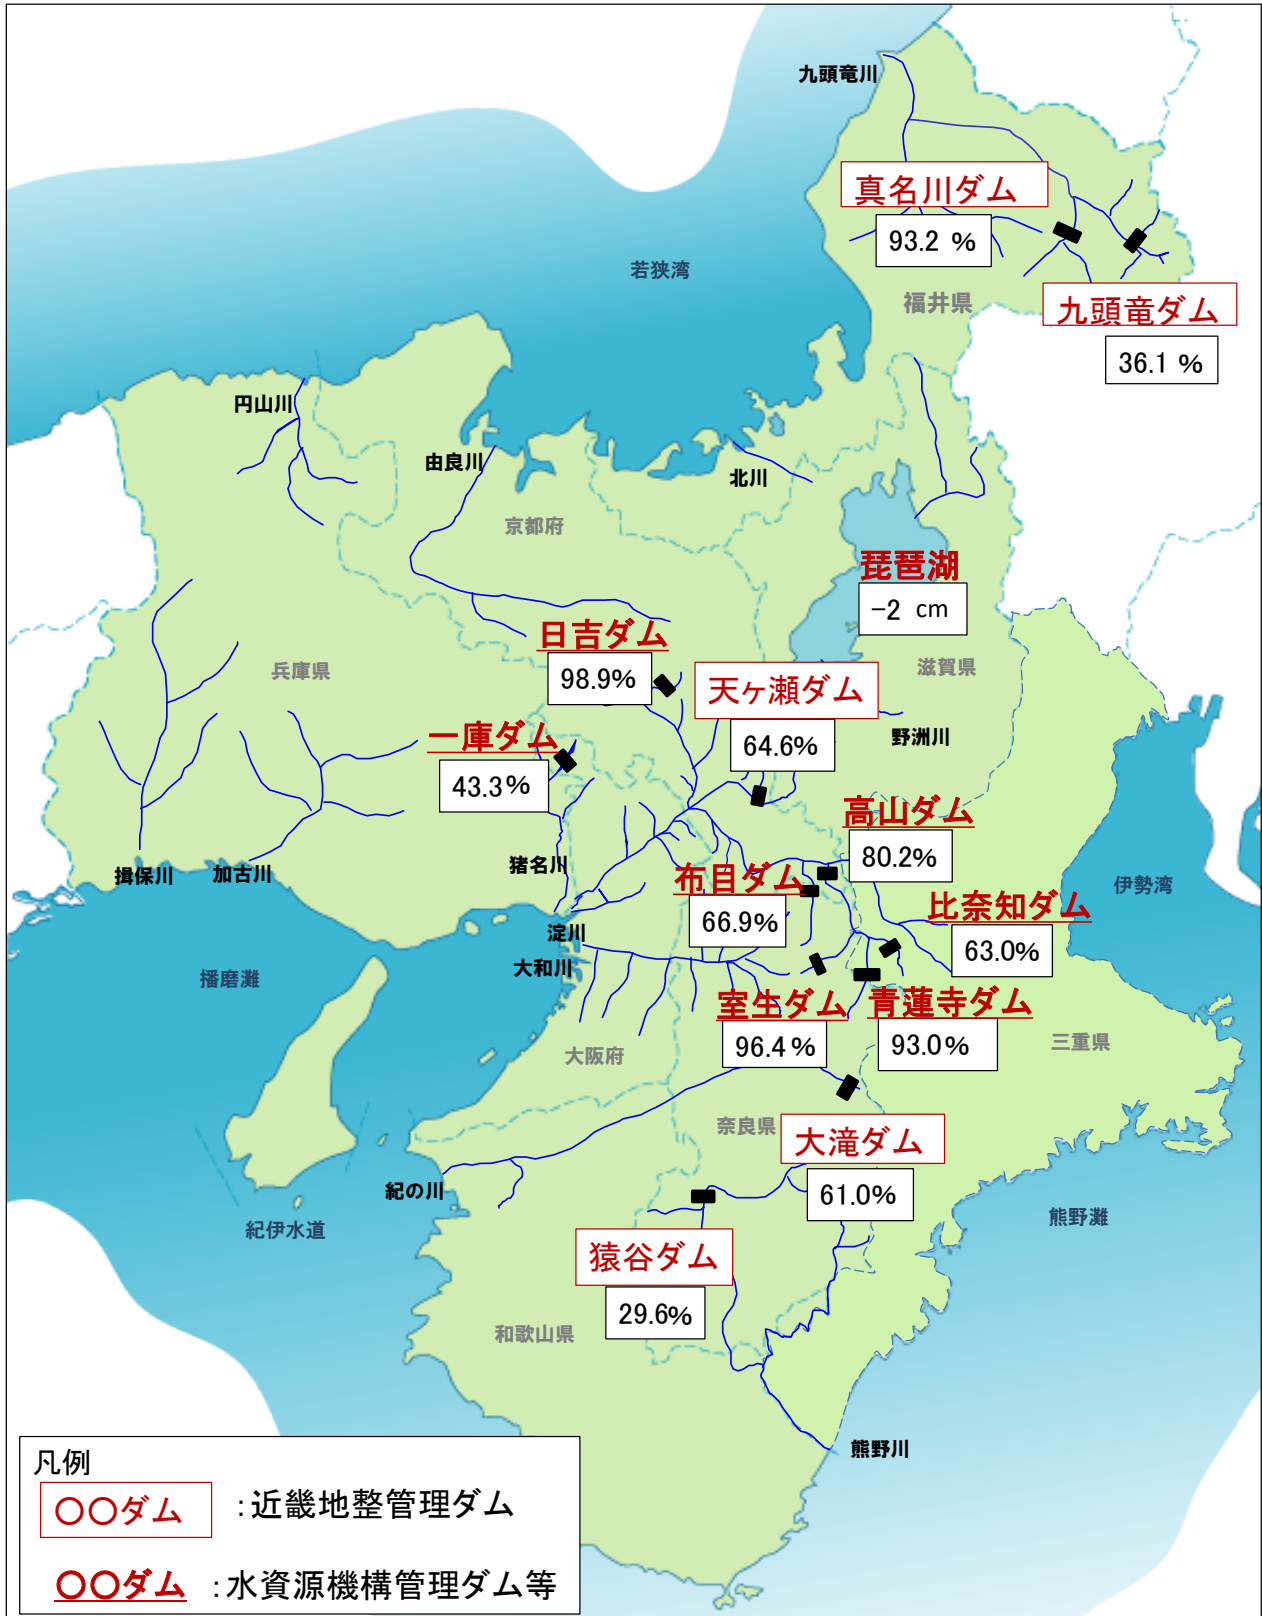 九頭竜川
真名川ダム
93.2 %
若狭湾
福井県
九頭竜ダム
36.1 %
円山川
由良川
北川
京都府
琵琶湖
-2 cm
日吉ダム
98.9%
兵庫県
滋賀県
天ヶ瀬ダム
64.6%
野洲川
一庫ダム
43.3%
高山ダム
80.2%
猪名川
揖保川
加古川
布目ダム
66.9%
伊勢湾
比奈知ダム
63.0%
淀川
大和川
播磨灘
室生ダム
96.4%
青蓮寺ダム
93.0%
大阪府
三重県
奈良県
大滝ダム
61.0%
紀の川
紀伊水道
熊野灘
猿谷ダム
29.6%
和歌山県
熊野川
凡例
〇〇ダム :近畿地整管理ダム
〇〇ダム :水資源機構管理ダム等